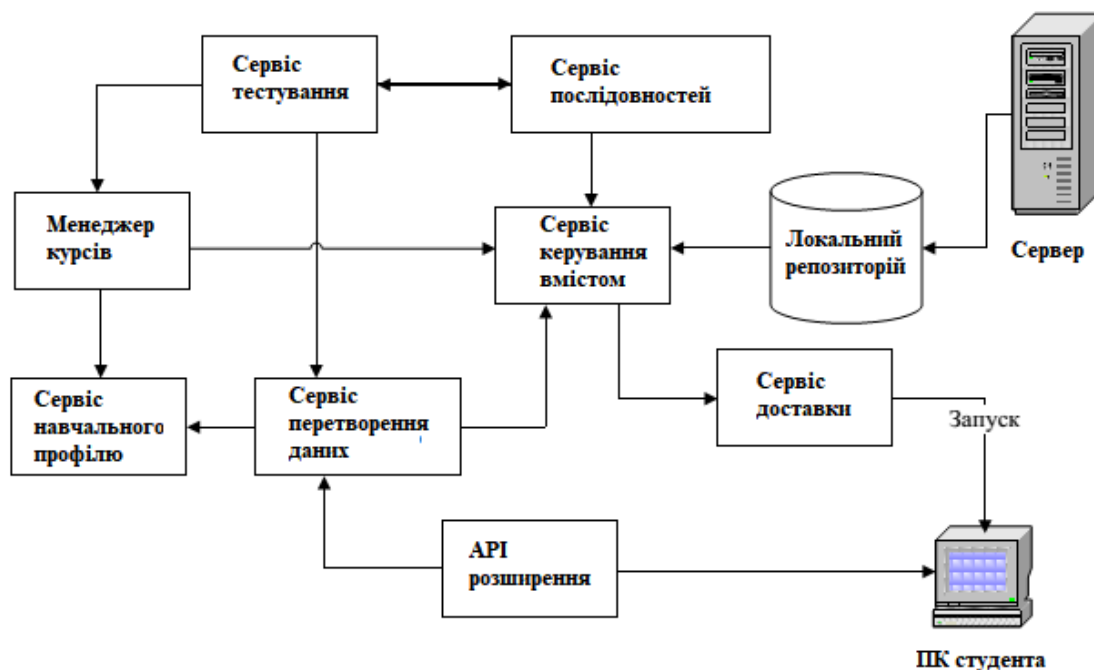 Сервіс
тестування
Сервіс
послідовностей
Менеджер
курсів
Сервіс
керування
вмістом
Локальний
репозиторій
Сервер
Сервіс
навчального
профілю
Сервіс
перетворення
даних
Сервіс
доставки
Запуск
АРІ
розширення
ПК студента